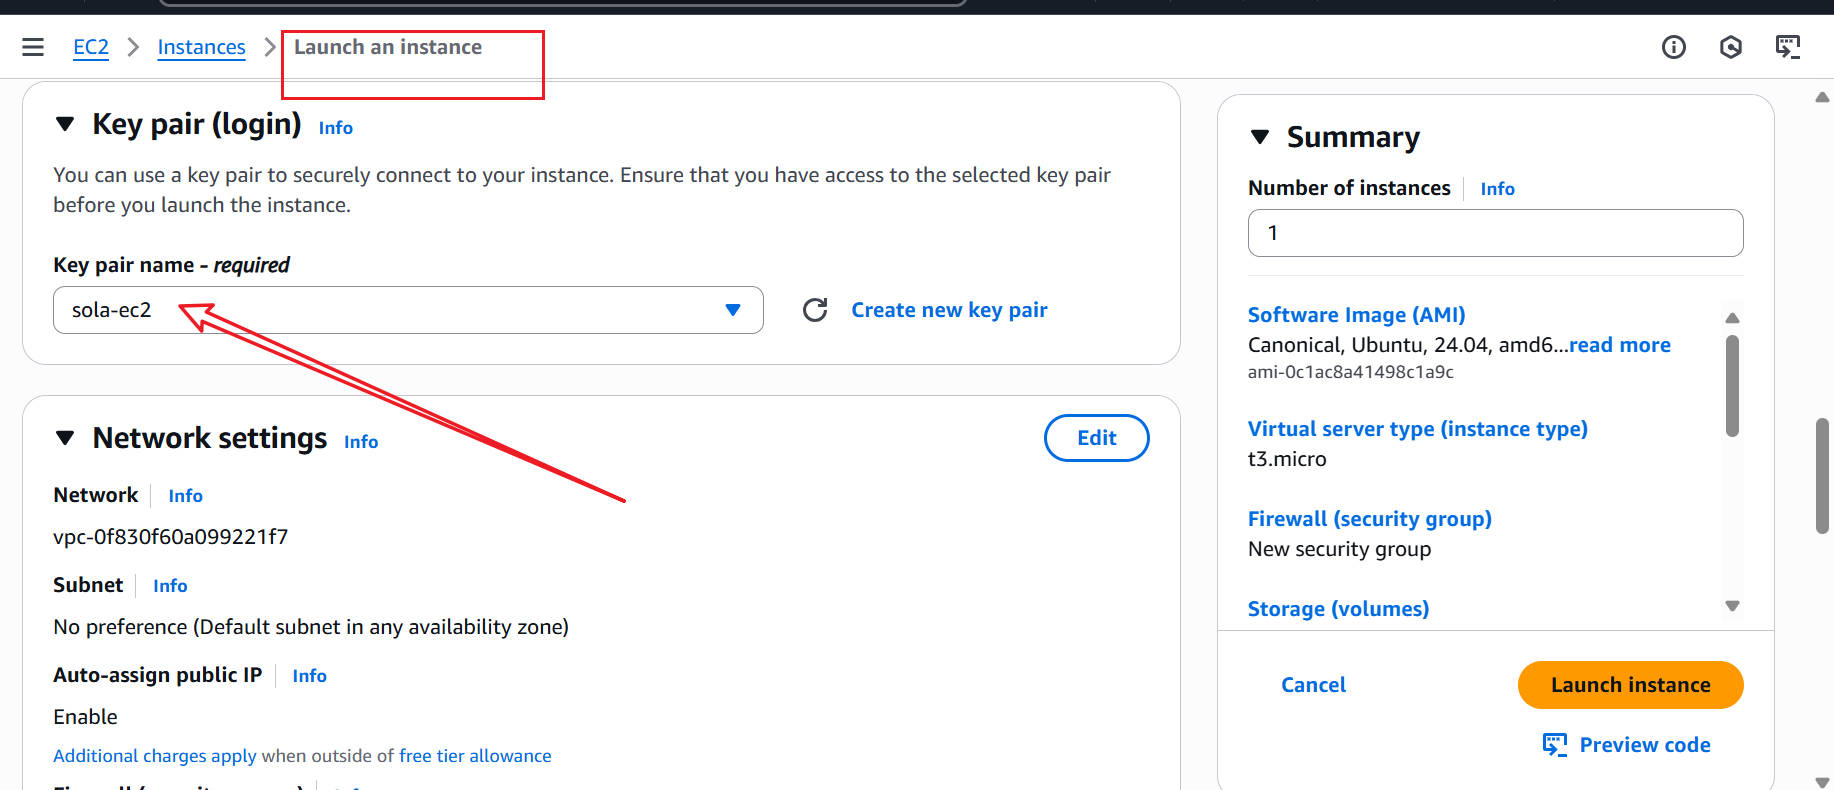 EC2 > Instances > Launch an instance
Key pair (login) Info
You can use a key pair to securely connect to your instance. Ensure that you have access to the selected key pair
before you launch the instance.
Key pair name - required
sola-ec2
Create new key pair
Network settings Info
Edit
Network Info
vpc-0f830f60a099221f7
Subnet Info
No preference (Default subnet in any availability zone)
Auto-assign public IP Info
Enable
Additional charges apply when outside of free tier allowance
Summary
Number of instances Info
1
Software Image (AMI)
Canonical, Ubuntu, 24.04, amd6...read more
ami-0c1ac8a41498c1a9c
Virtual server type (instance type)
t3.micro
Firewall (security group)
New security group
Storage (volumes)
Cancel
Launch instance
Preview code